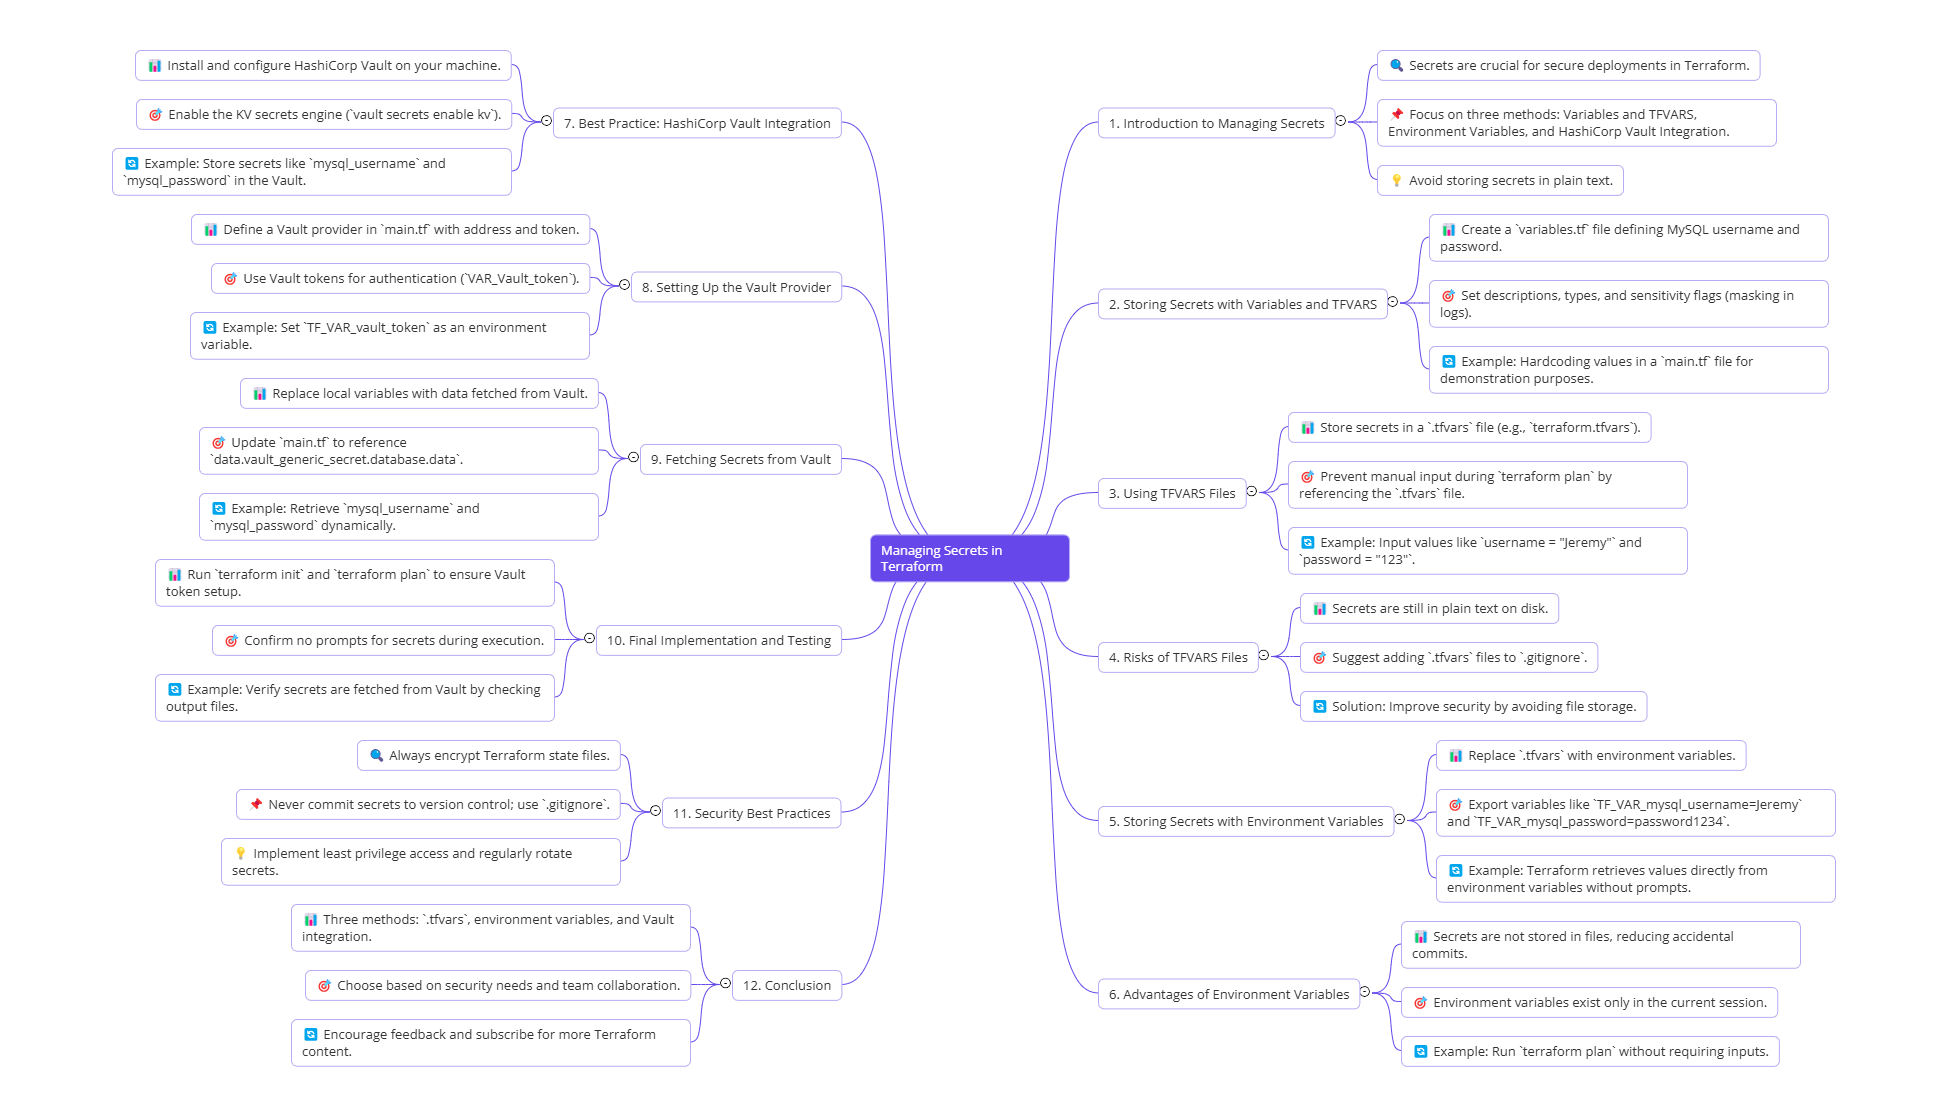 Managing Secrets in
Terraform
1. Introduction to Managing Secrets
Secrets are crucial for secure deployments in Terraform.
Focus on three methods: Variables and TFVARS,
Environment Variables, and HashiCorp Vault Integration.
Avoid storing secrets in plain text.
2. Storing Secrets with Variables and TFVARS
Create a `variables.tf` file defining MySQL username and
password.
Set descriptions, types, and sensitivity flags (masking in
logs).
Example: Hardcoding values in a `main.tf` file for
demonstration purposes.
3. Using TFVARS Files
Store secrets in a `.tfvars` file (e.g., `terraform.tfvars`).
Prevent manual input during `terraform plan` by
referencing the `.tfvars` file.
Example: Input values like `username = "Jeremy"` and
`password = "123"`.
4. Risks of TFVARS Files
Secrets are still in plain text on disk.
Suggest adding `.tfvars` files to `.gitignore`.
Solution: Improve security by avoiding file storage.
5. Storing Secrets with Environment Variables
Replace `.tfvars` with environment variables.
Export variables like `TF_VAR_mysql_username=Jeremy`
and `TF_VAR_mysql_password=password1234`.
Example: Terraform retrieves values directly from
environment variables without prompts.
6. Advantages of Environment Variables
Secrets are not stored in files, reducing accidental
commits.
Environment variables exist only in the current session.
Example: Run `terraform plan` without requiring inputs.
7. Best Practice: HashiCorp Vault Integration
Install and configure HashiCorp Vault on your machine.
Enable the KV secrets engine (`vault secrets enable kv`).
Example: Store secrets like `mysql_username` and
`mysql_password` in the Vault.
8. Setting Up the Vault Provider
Define a Vault provider in `main.tf` with address and token.
Use Vault tokens for authentication (`VAR_Vault_token`).
Example: Set `TF_VAR_vault_token` as an environment
variable.
9. Fetching Secrets from Vault
Replace local variables with data fetched from Vault.
Update `main.tf` to reference
`data.vault_generic_secret.database.data`.
Example: Retrieve `mysql_username` and
`mysql_password` dynamically.
10. Final Implementation and Testing
Run `terraform init` and `terraform plan` to ensure Vault
token setup.
Confirm no prompts for secrets during execution.
Example: Verify secrets are fetched from Vault by checking
output files.
11. Security Best Practices
Always encrypt Terraform state files.
Never commit secrets to version control; use `.gitignore`.
Implement least privilege access and regularly rotate
secrets.
12. Conclusion
Three methods: `.tfvars`, environment variables, and Vault
integration.
Choose based on security needs and team collaboration.
Encourage feedback and subscribe for more Terraform
content.